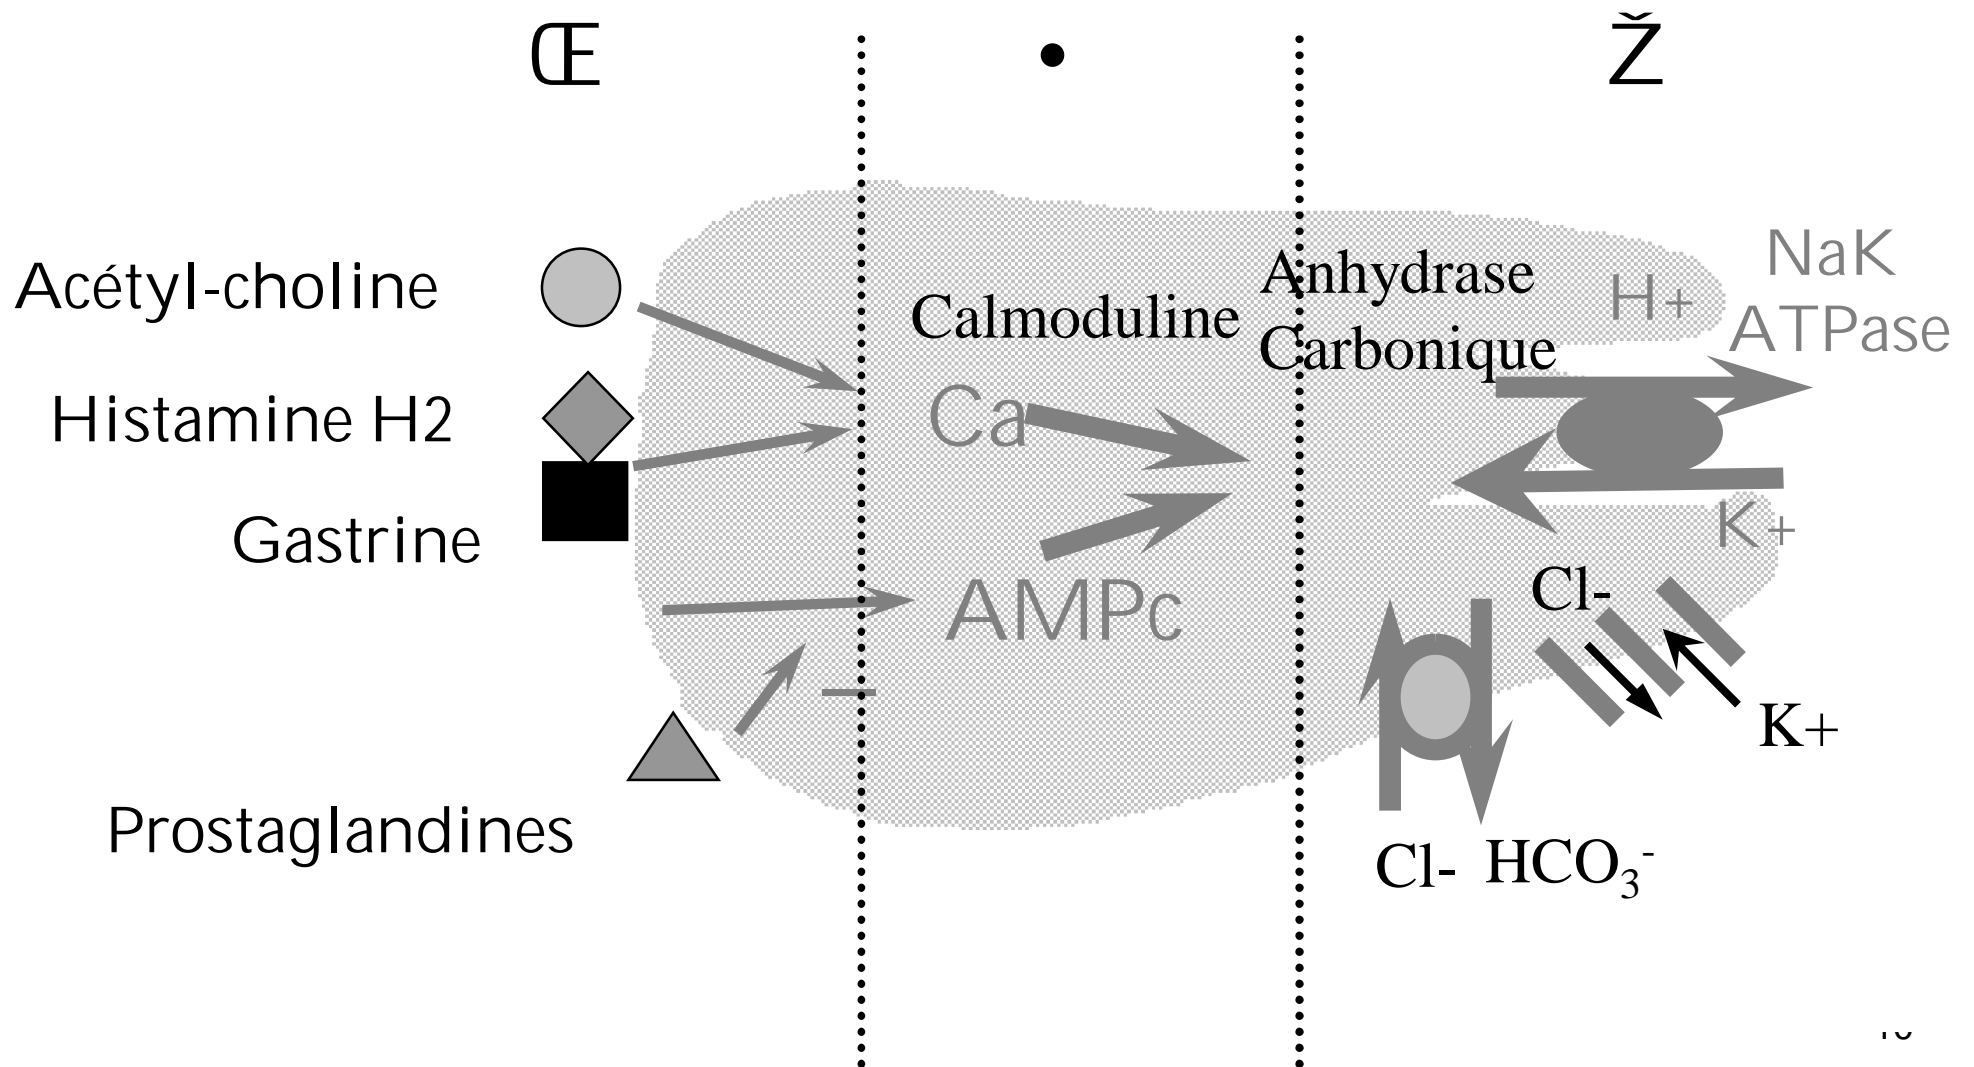 Œ
•
Ž
Acétyl-choline
Histamine H2
Gastrine
Prostaglandines
Calmoduline
Ca
AMPc
Anhydrase
Carbonique
H+
NaK
ATPase
K+
Cl-
K+
Cl- HCO₃⁻